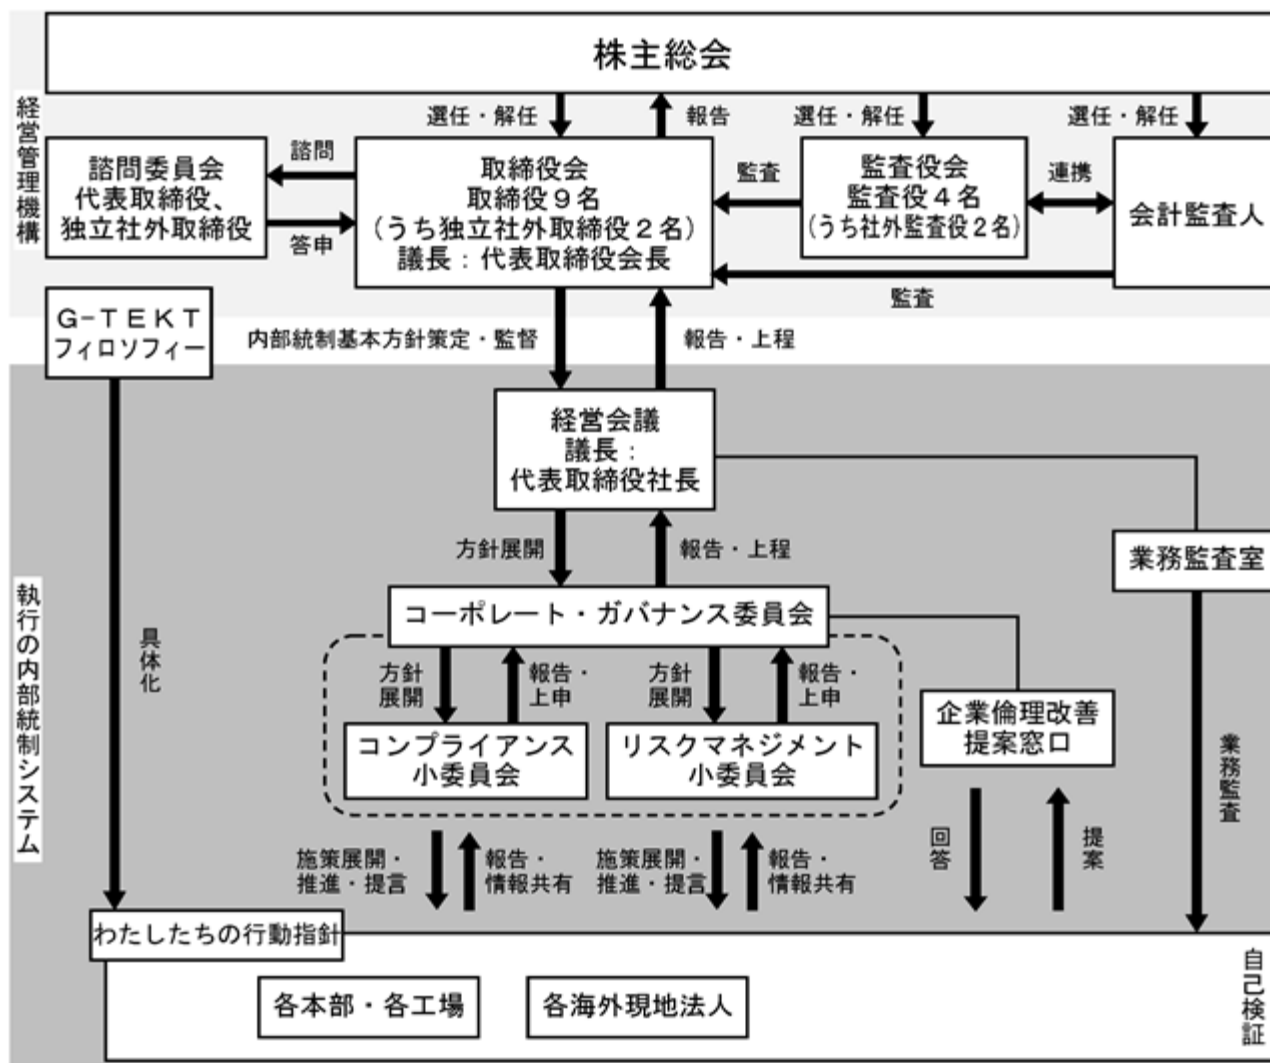 株主総会
経営管理機構
選任・解任
報告
選任・解任
選任・解任
諮問委員会
代表取締役、
独立社外取締役
諮問
答申
取締役会
取締役9名
(うち独立社外取締役2名)
議長:代表取締役会長
監査
監査役会
監査役4名
(うち社外監査役2名)
連携
会計監査人
監査
G-TEKT
フィロソフィー
内部統制基本方針策定・監督
報告・上程
経営会議
議長:
代表取締役社長
方針展開
報告・上程
業務監査室
執行の内部統制システム
具体化
コーポレート・ガバナンス委員会
方針
展開
報告・
上申
方針
展開
報告・
上申
コンプライアンス
小委員会
リスクマネジメント
小委員会
企業倫理改善
提案窓口
業務監査
施策展開・
推進・提言
報告・
情報共有
施策展開・
推進・提言
報告・
情報共有
回答
提案
わたしたちの行動指針
各本部・各工場
各海外現地法人
自己検証